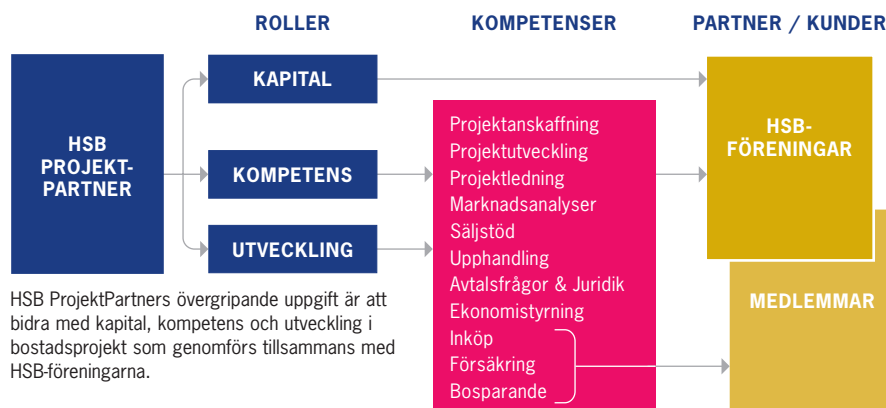 ROLLER
KOMPETENSER
PARTNER / KUNDER
HSB
PROJEKT-
PARTNER
KAPITAL
KOMPETENS
UTVECKLING
Projektanskaffning
Projektutveckling
Projektledning
Marknadsanalyser
Säljstöd
Upphandling
Avtalsfrågor & Juridik
Ekonomistyrning
Inköp
Försäkring
Bosparande
HSB-
FÖRENINGAR
MEDLEMMAR
HSB ProjektPartners övergripande uppgift är att
bidra med kapital, kompetens och utveckling i
bostadsprojekt som genomförs tillsammans med
HSB-föreningarna.